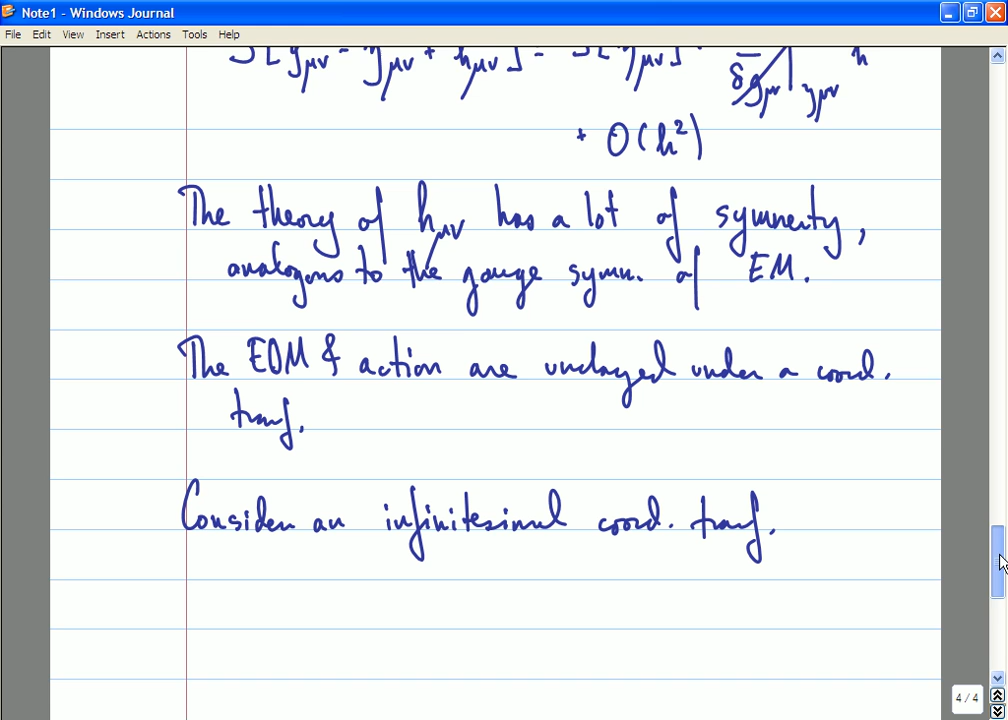 Note1 - Windows Journal
File Edit View Insert Actions Tools Help
+ O(h²)
The theory of hμν has a lot of symmetry,
analogous to the gauge symm. of EM.
The EOM & action are unchaged under a coord.
transf.
Consider an infinitesimal coord. transf.
4/4